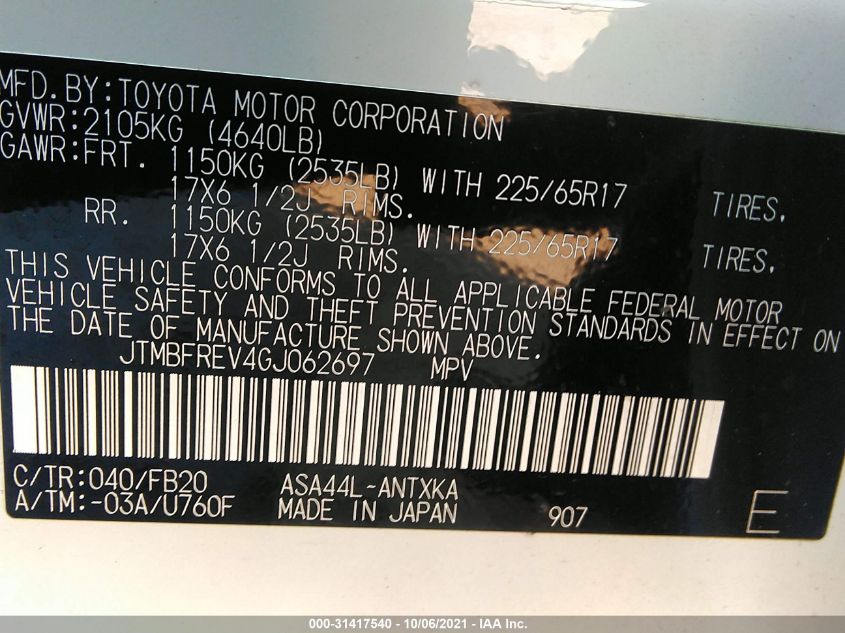 MFD.BY:TOYOTA MOTOR CORPORATION
GVWR:2105KG (4640LB)
GAWR:FRT. 1150KG (2535LB) WITH 225/65R17 TIRES,
17X6 1/2J RIMS.
RR. 1150KG (2535LB) WITH 225/65R17 TIRES,
17X6 1/2J RIMS.
THIS VEHICLE CONFORMS TO ALL APPLICABLE FEDERAL MOTOR
VEHICLE SAFETY AND THEFT PREVENTION STANDARDS IN EFFECT ON
THE DATE OF MANUFACTURE SHOWN ABOVE.
JTMBFREV4GJ062697 MPV
C/TR:040/FB20 ASA44L-ANTXKA
A/TM:-03A/U760F MADE IN JAPAN 907 E
000-31417540 - 10/06/2021 - IAA Inc.